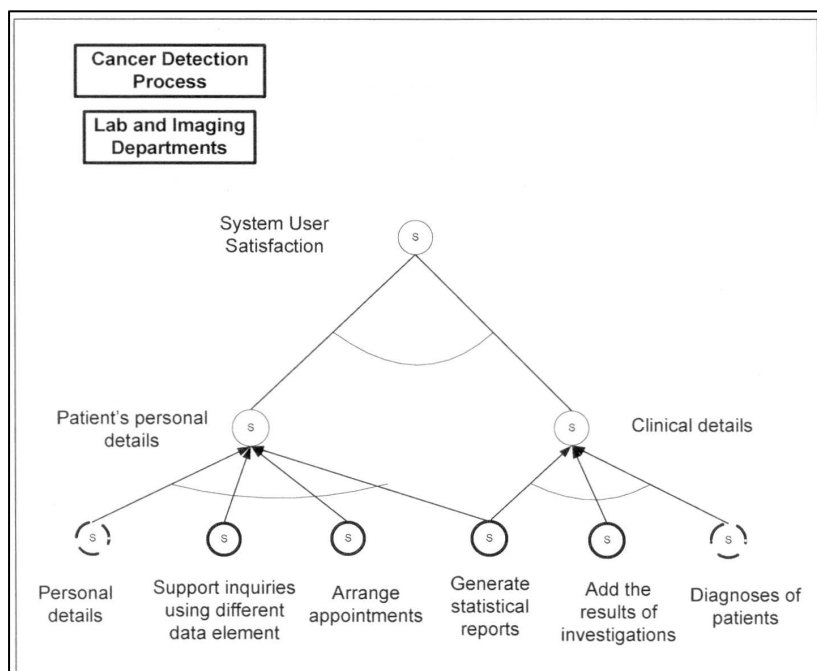 Cancer Detection
Process
Lab and Imaging
Departments
System User
Satisfaction
S
Patient's personal
details
S
S
Clinical details
S
S
S
S
S
S
Personal
details
Support inquiries
using different
data element
Arrange
appointments
Generate
statistical
reports
Add the
results of
investigations
Diagnoses of
patients